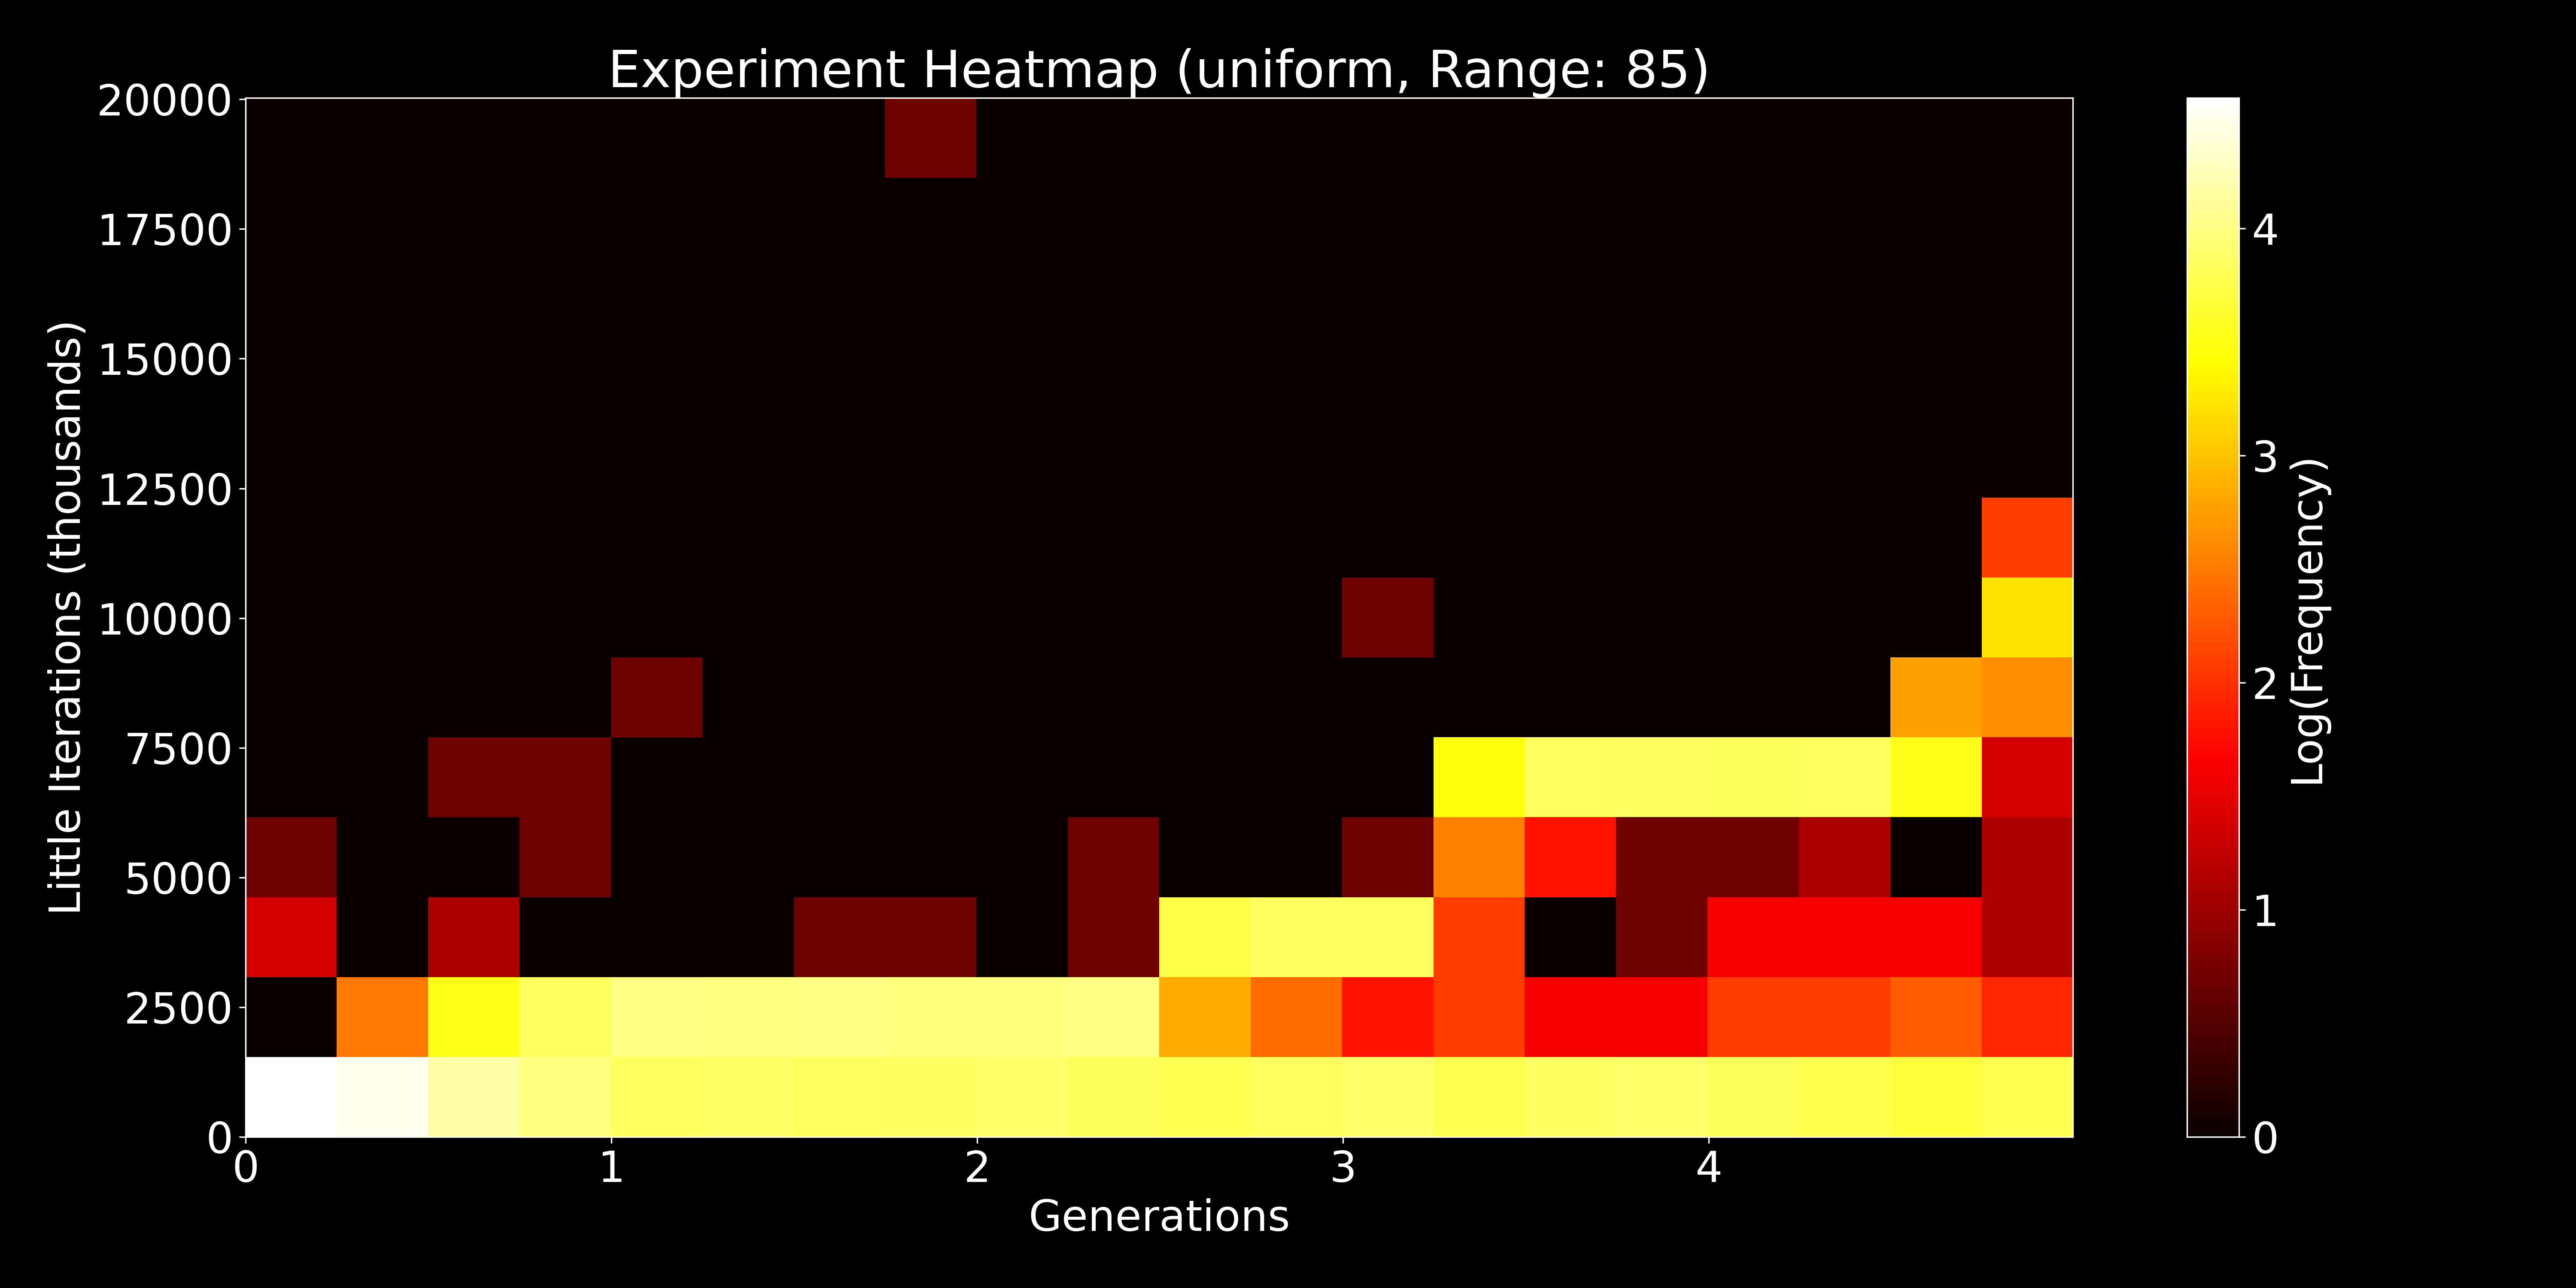 Experiment Heatmap (uniform, Range: 85)
20000
17500
15000
12500
10000
7500
5000
2500
0
Little Iterations (thousands)
0 1 2 3 4
Generations
4
3
2
1
0
Log(Frequency)